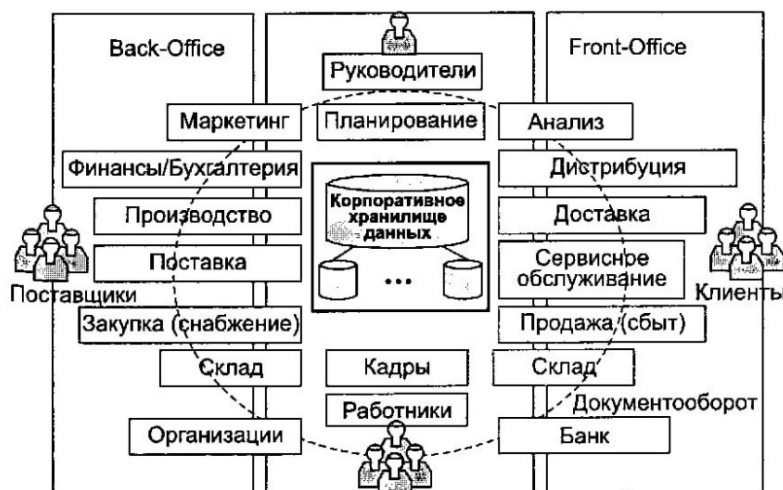 Back-Office
Front-Office
Руководители
Маркетинг
Планирование
Анализ
Финансы/Бухгалтерия
Дистрибуция
Корпоративное
хранилище
данных
Производство
Доставка
Поставка
Сервисное
обслуживание
Поставщики
...
Клиенты
Закупка (снабжение)
Продажа (сбыт)
Склад
Кадры
Склад
Работники
Документооборот
Организации
Банк